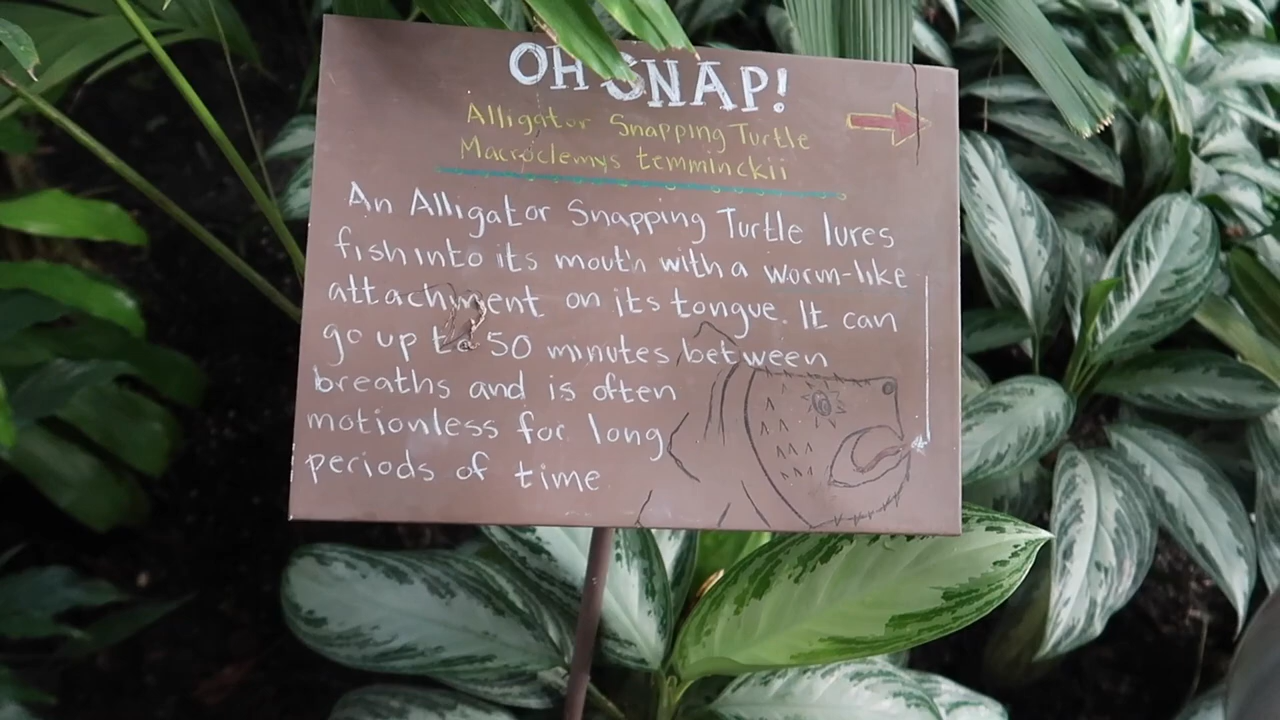 OH SNAP!
Alligator Snapping Turtle
Macroclemys temminckii
An Alligator Snapping Turtle lures
fish into its mouth with a worm-like
attachment on its tongue. It can
go up to 50 minutes between
breaths and is often
motionless for long
periods of time